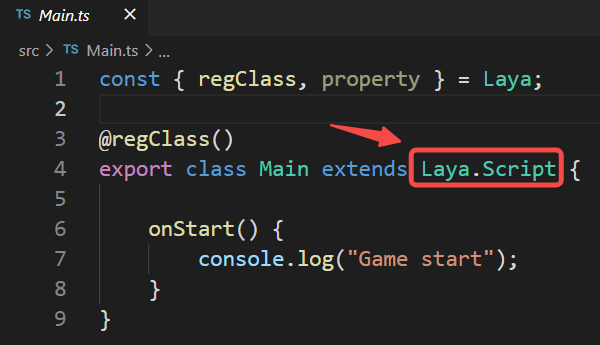 TS Main.ts ×
src > TS Main.ts > ...
1 const { regClass, property } = Laya;
2
3 @regClass()
4 export class Main extends Laya.Script {
5
6     onStart() {
7         console.log("Game start");
8     }
9 }